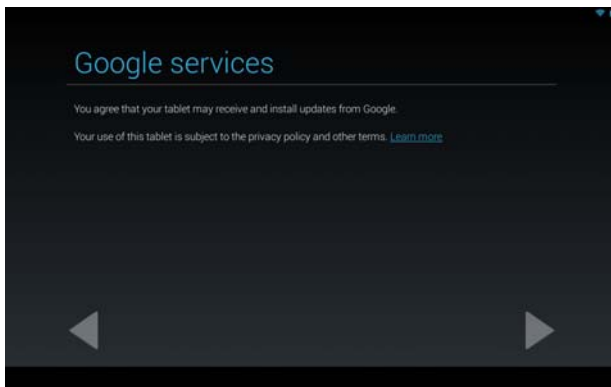 Google services
You agree that your tablet may receive and install updates from Google.
Your use of this tablet is subject to the privacy policy and other terms. Learn more